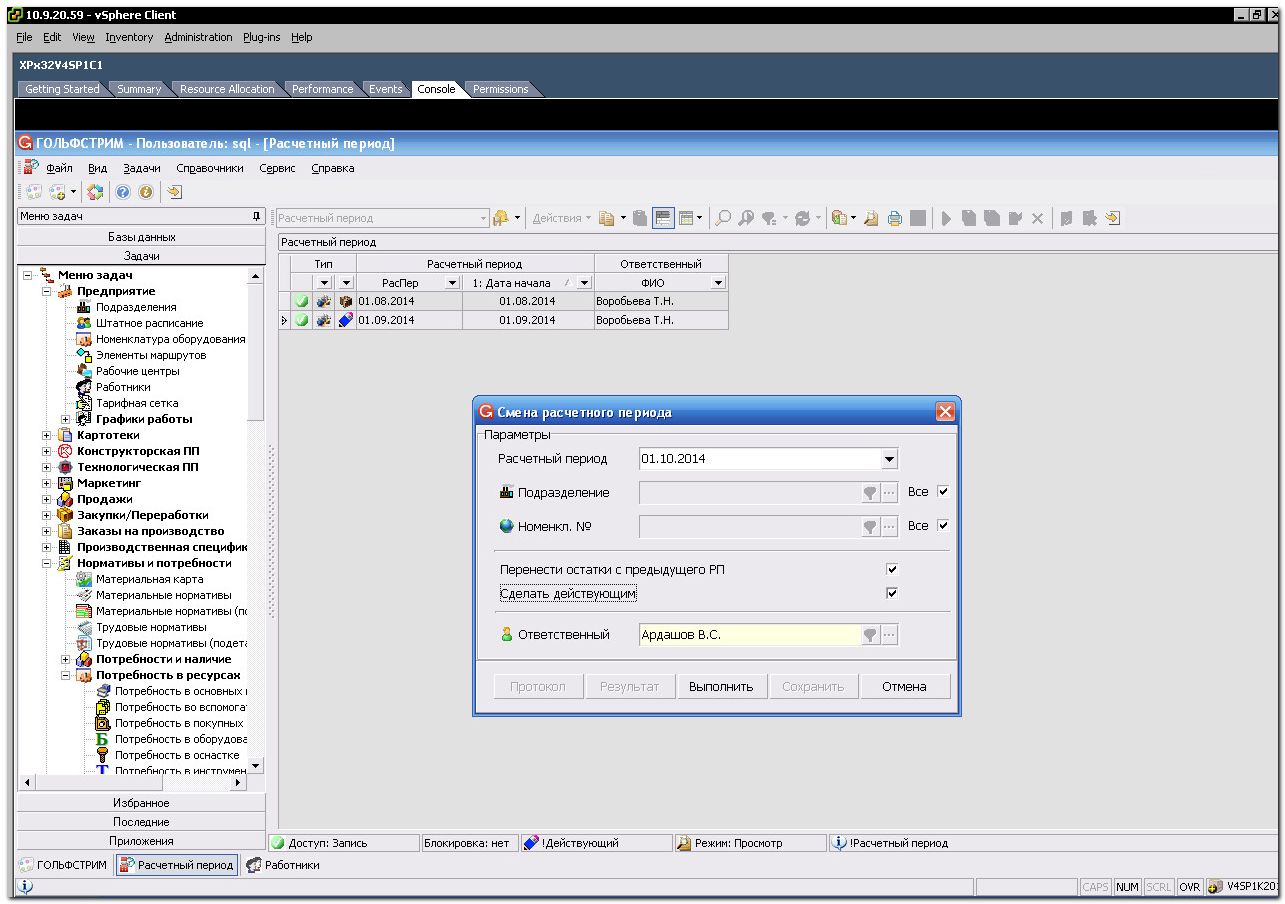 10.9.20.59 - vSphere Client
File Edit View Inventory Administration Plug-ins Help
XPx32V4SP1C1
Getting Started Summary Resource Allocation Performance Events Console Permissions
ГОЛЬФСТРИМ - Пользователь: sql - [Расчетный период]
Файл Вид Задачи Справочники Сервис Справка
Меню задач
Расчетный период
Действия
Базы данных
Задачи
Меню задач
Предприятие
Подразделения
Штатное расписание
Номенклатура оборудования
Элементы маршрутов
Рабочие центры
Работники
Тарифная сетка
Графики работы
Картотеки
Конструкторская ПП
Технологическая ПП
Маркетинг
Продажи
Закупки/Переработки
Заказы на производство
Производственная специфик
Нормативы и потребности
Материальная карта
Материальные нормативы
Материальные нормативы (по
Трудовые нормативы
Трудовые нормативы (подета
Потребности и наличие
Потребность в ресурсах
Потребность в основных
Потребность во вспомога
Потребность в покупных
Потребность в оборудова
Потребность в оснастке
Потребность в инструмен
Избранное
Последние
Приложения
Расчетный период
Тип Расчетный период Ответственный
РасПер 1: Дата начала ФИО
01.08.2014 01.08.2014 Воробьева Т.Н.
01.09.2014 01.09.2014 Воробьева Т.Н.
Смена расчетного периода
Параметры
Расчетный период 01.10.2014
Подразделение Все
Номенкл. № Все
Перенести остатки с предыдущего РП
Сделать действующим
Ответственный Ардашов В.С.
Протокол Результат Выполнить Сохранить Отмена
Доступ: Запись Блокировка: нет !Действующий Режим: Просмотр !Расчетный период
ГОЛЬФСТРИМ Расчетный период Работники
CAPS NUM SCRL OVR V4SP1K20